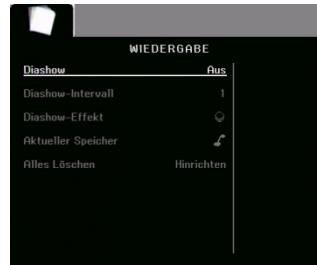 WIEDERGABE
Diashow Aus
Diashow-Intervall 1
Diashow-Effekt
Aktueller Speicher
Alles Löschen Hinrichten